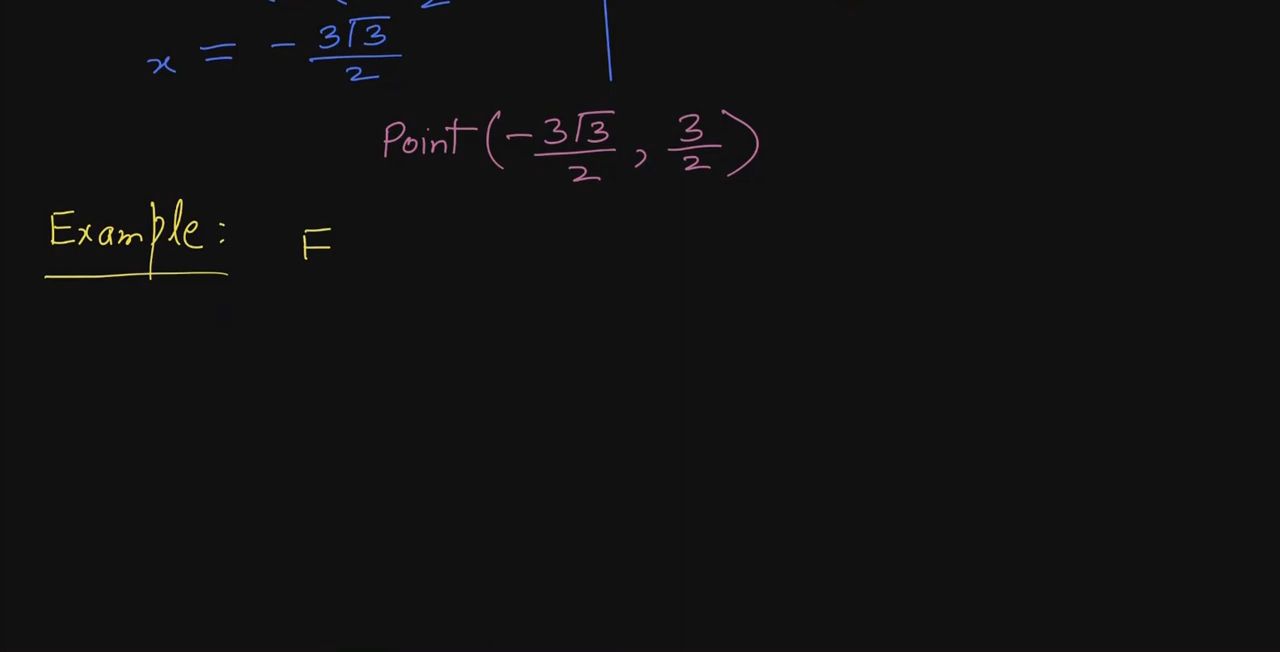 x = - 3√3/2
Point(-3√3/2, 3/2)
Example: F